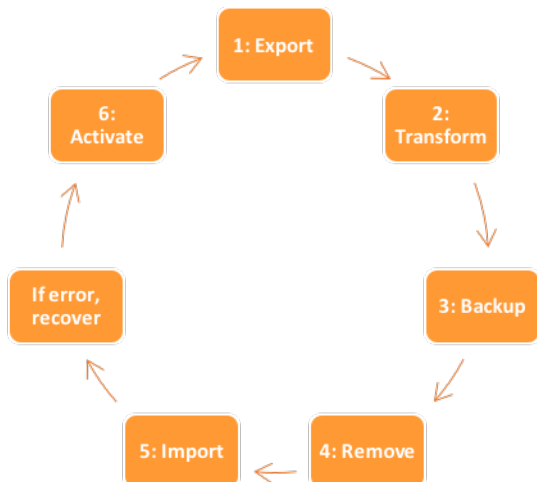 1: Export
2:
Transform
3: Backup
4: Remove
5: Import
If error,
recover
6:
Activate